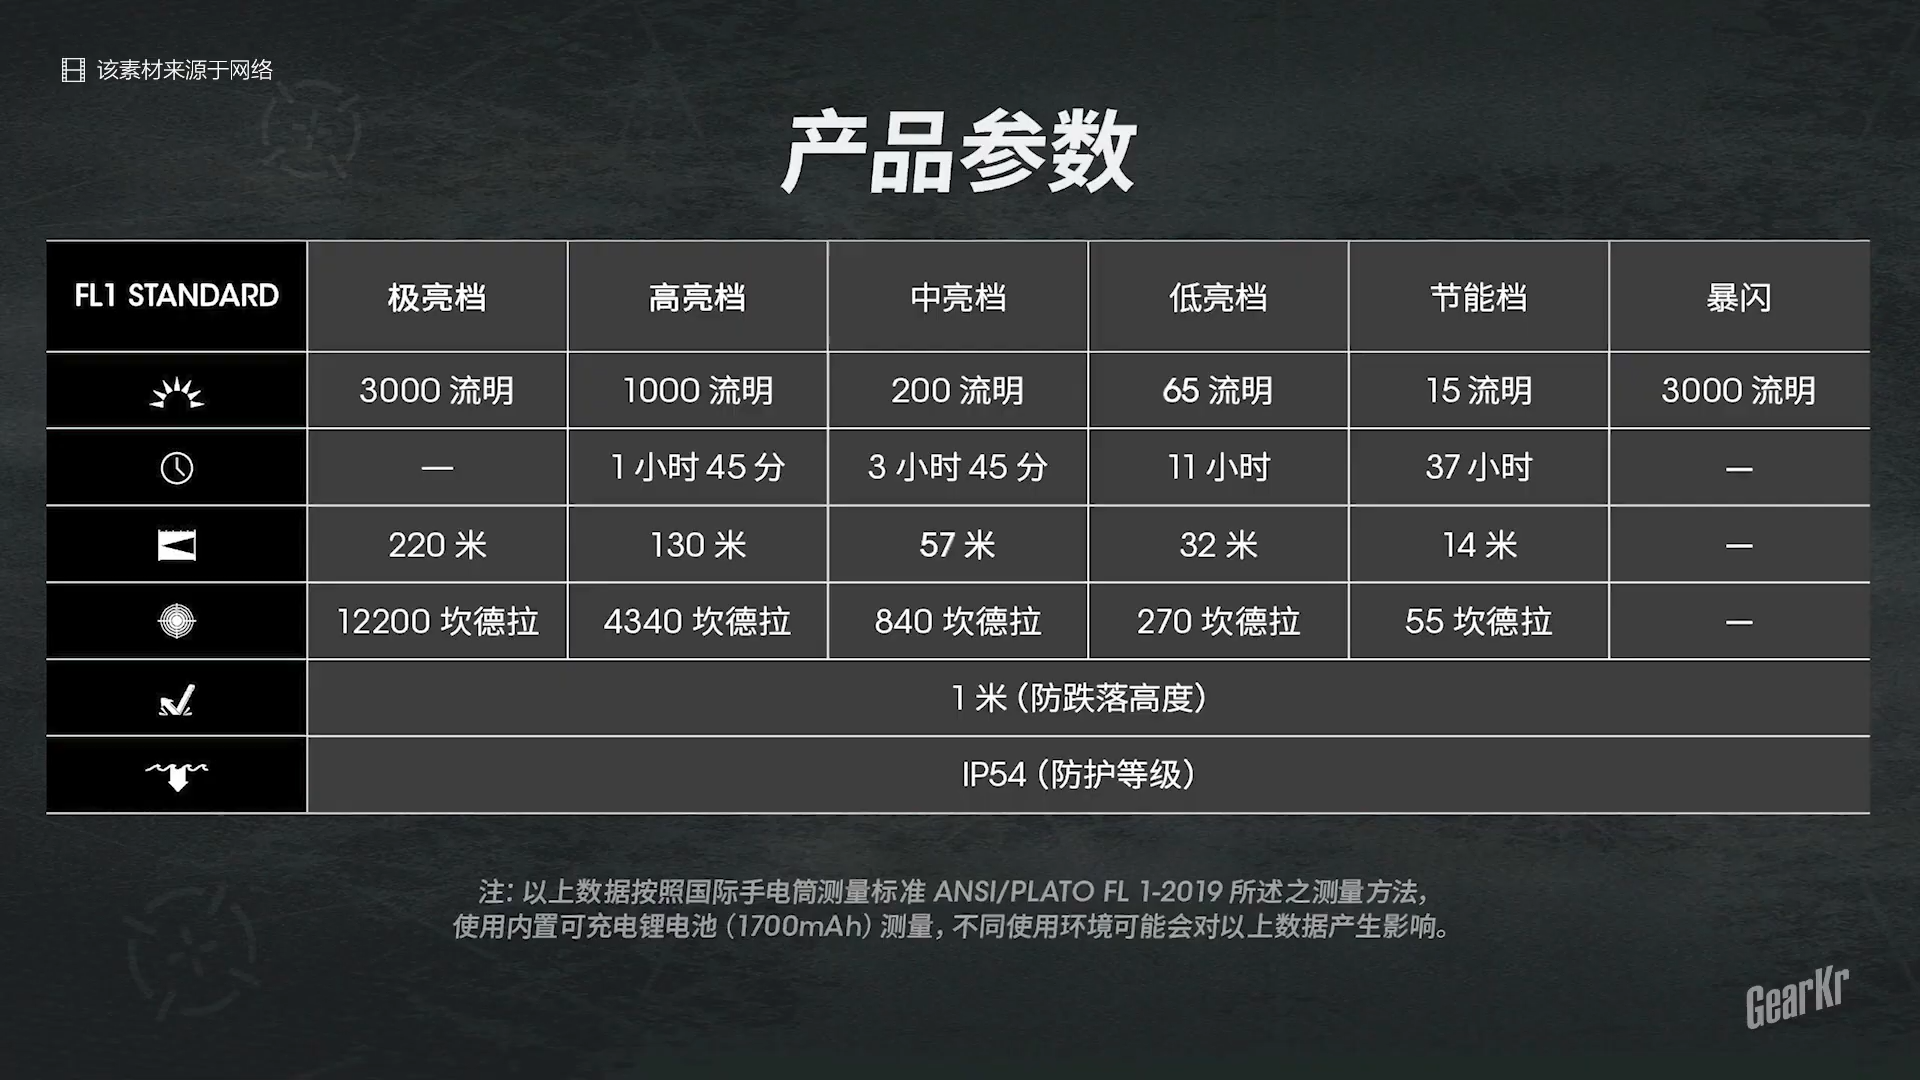 该素材来源于网络
产品参数
FL1 STANDARD 极亮档 高亮档 中亮档 低亮档 节能档 暴闪
3000 流明 1000 流明 200 流明 65 流明 15 流明 3000 流明
— 1 小时 45 分 3 小时 45 分 11 小时 37 小时 —
220 米 130 米 57 米 32 米 14 米 —
12200 坎德拉 4340 坎德拉 840 坎德拉 270 坎德拉 55 坎德拉 —
1 米（防跌落高度）
IP54（防护等级）
注：以上数据按照国际手电筒测量标准 ANSI/PLATO FL 1-2019 所述之测量方法，
使用内置可充电锂电池（1700mAh）测量，不同使用环境可能会对以上数据产生影响。
GearKr